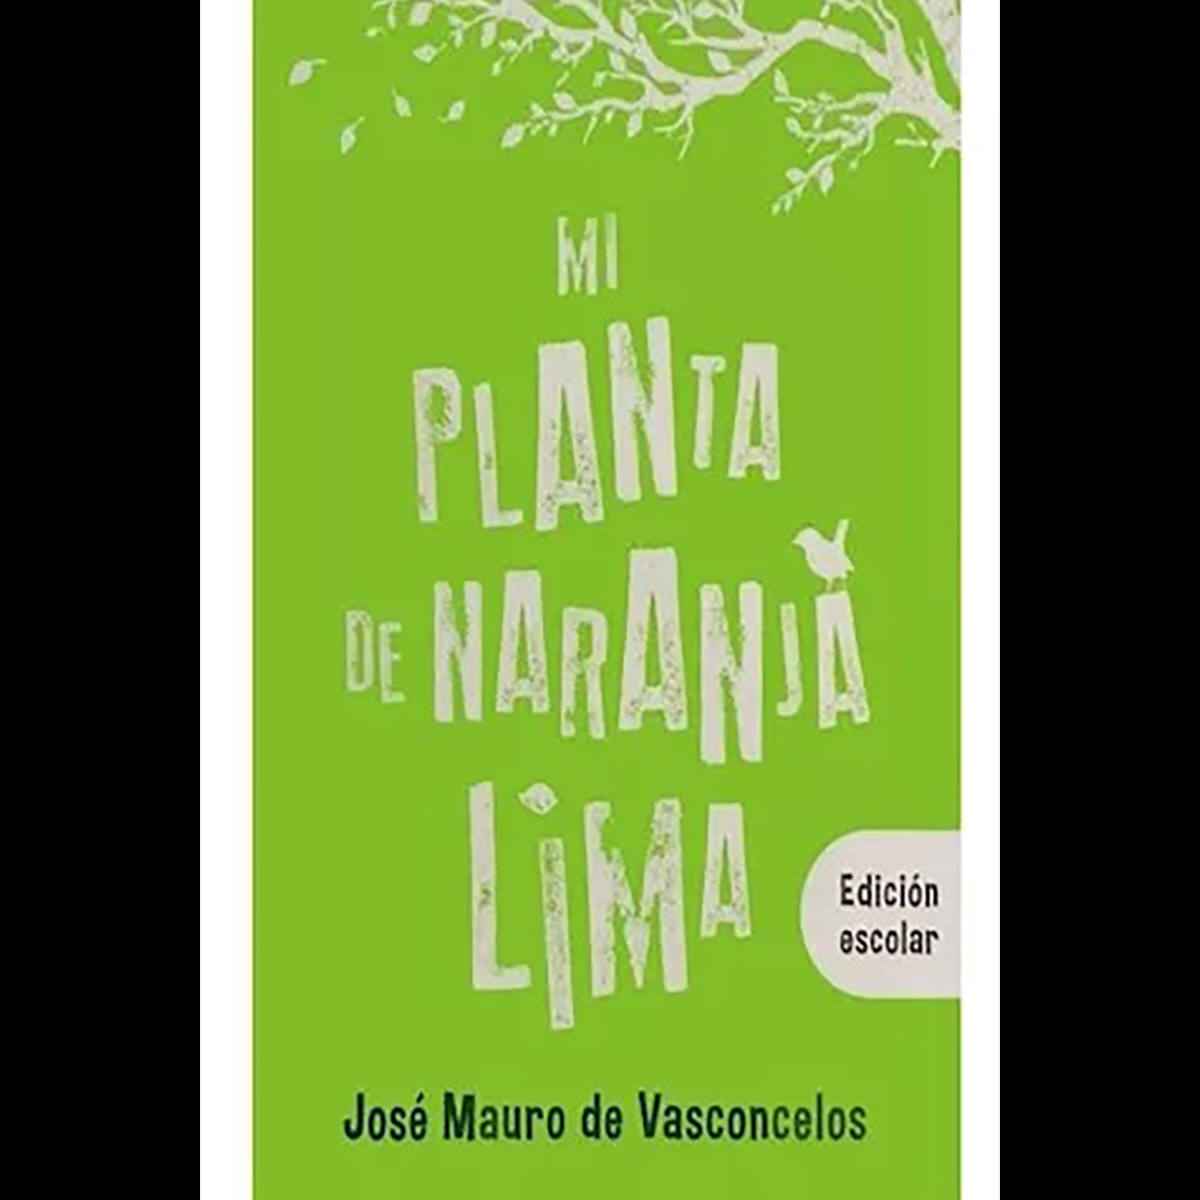 MI
PLANTA
DE NARANJA
LIMA
Edición
escolar
José Mauro de Vasconcelos